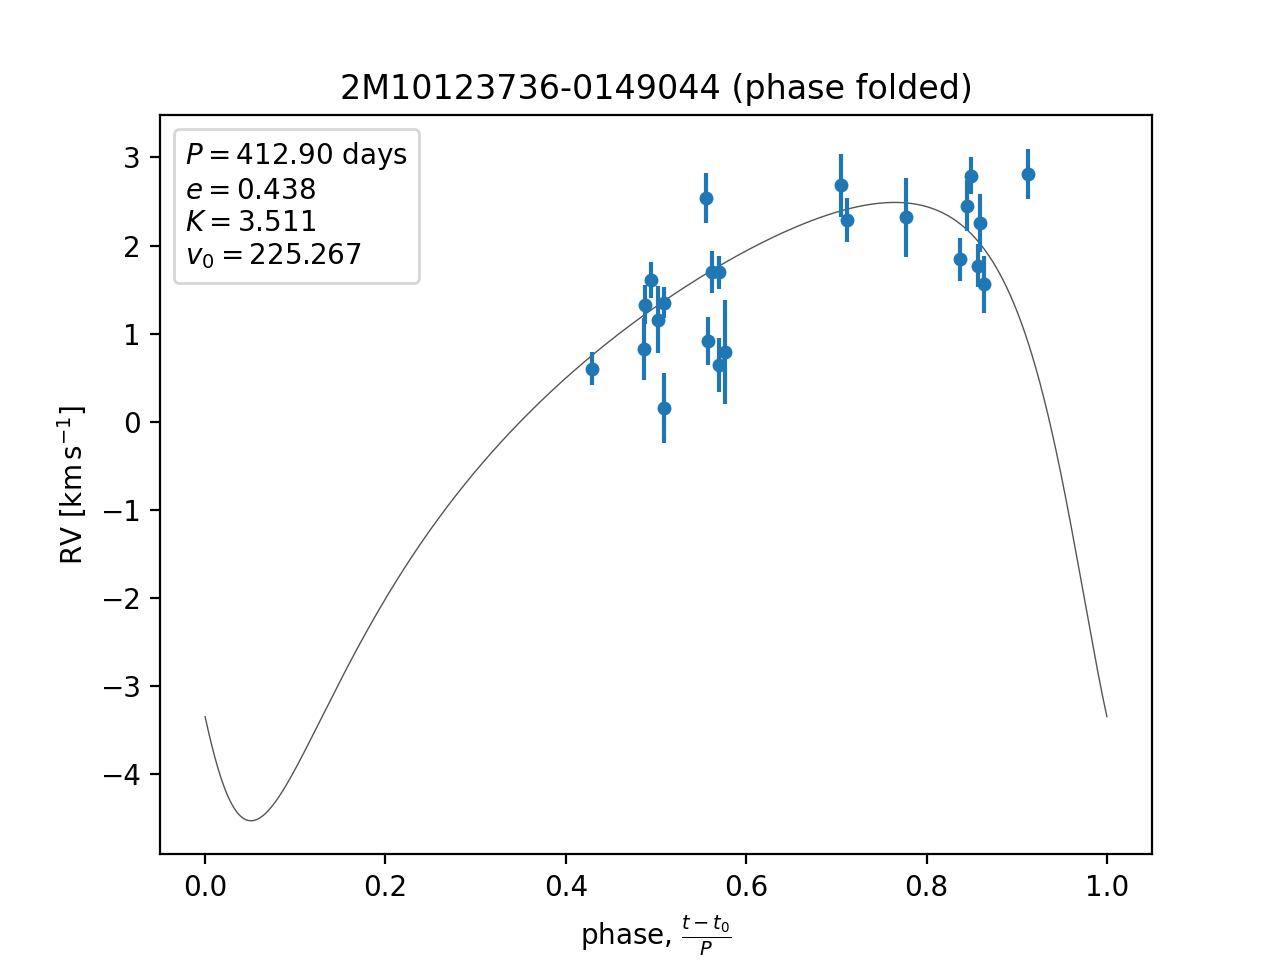 2M10123736-0149044 (phase folded)
P = 412.90 days
e = 0.438
K = 3.511
v₀ = 225.267
3
2
1
0
−1
−2
−3
−4
RV [km s⁻¹]
0.0 0.2 0.4 0.6 0.8 1.0
phase, (t − t₀)/P